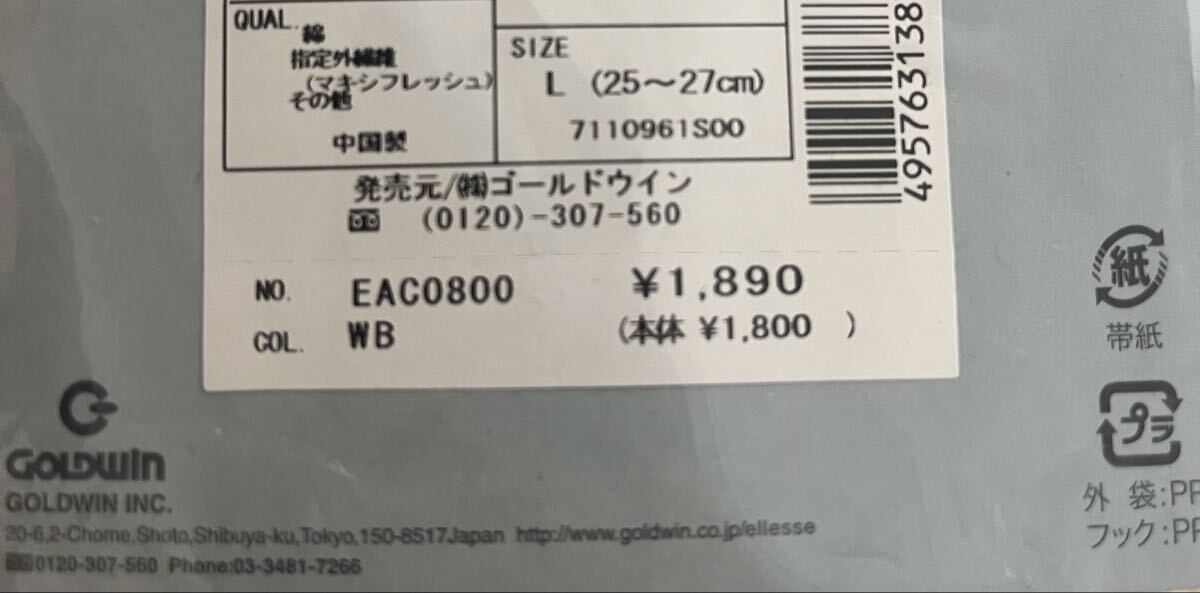 QUAL.
綿
指定外繊維
(マキシフレッシュ)
その他
中国製
SIZE
L (25〜27cm)
7110961S00
495763138
発売元/㈱ゴールドウイン
(0120)-307-560
NO. EAC0800 ¥1,890
COL. WB (本体 ¥1,800 )
紙
帯紙
プラ
外 袋:PP
フック:PP
GOLDWIN
GOLDWIN INC.
20-6,2-Chome,Shoto,Shibuya-ku,Tokyo,150-8517Japan http://www.goldwin.co.jp/ellesse
0120-307-560 Phone:03-3481-7266